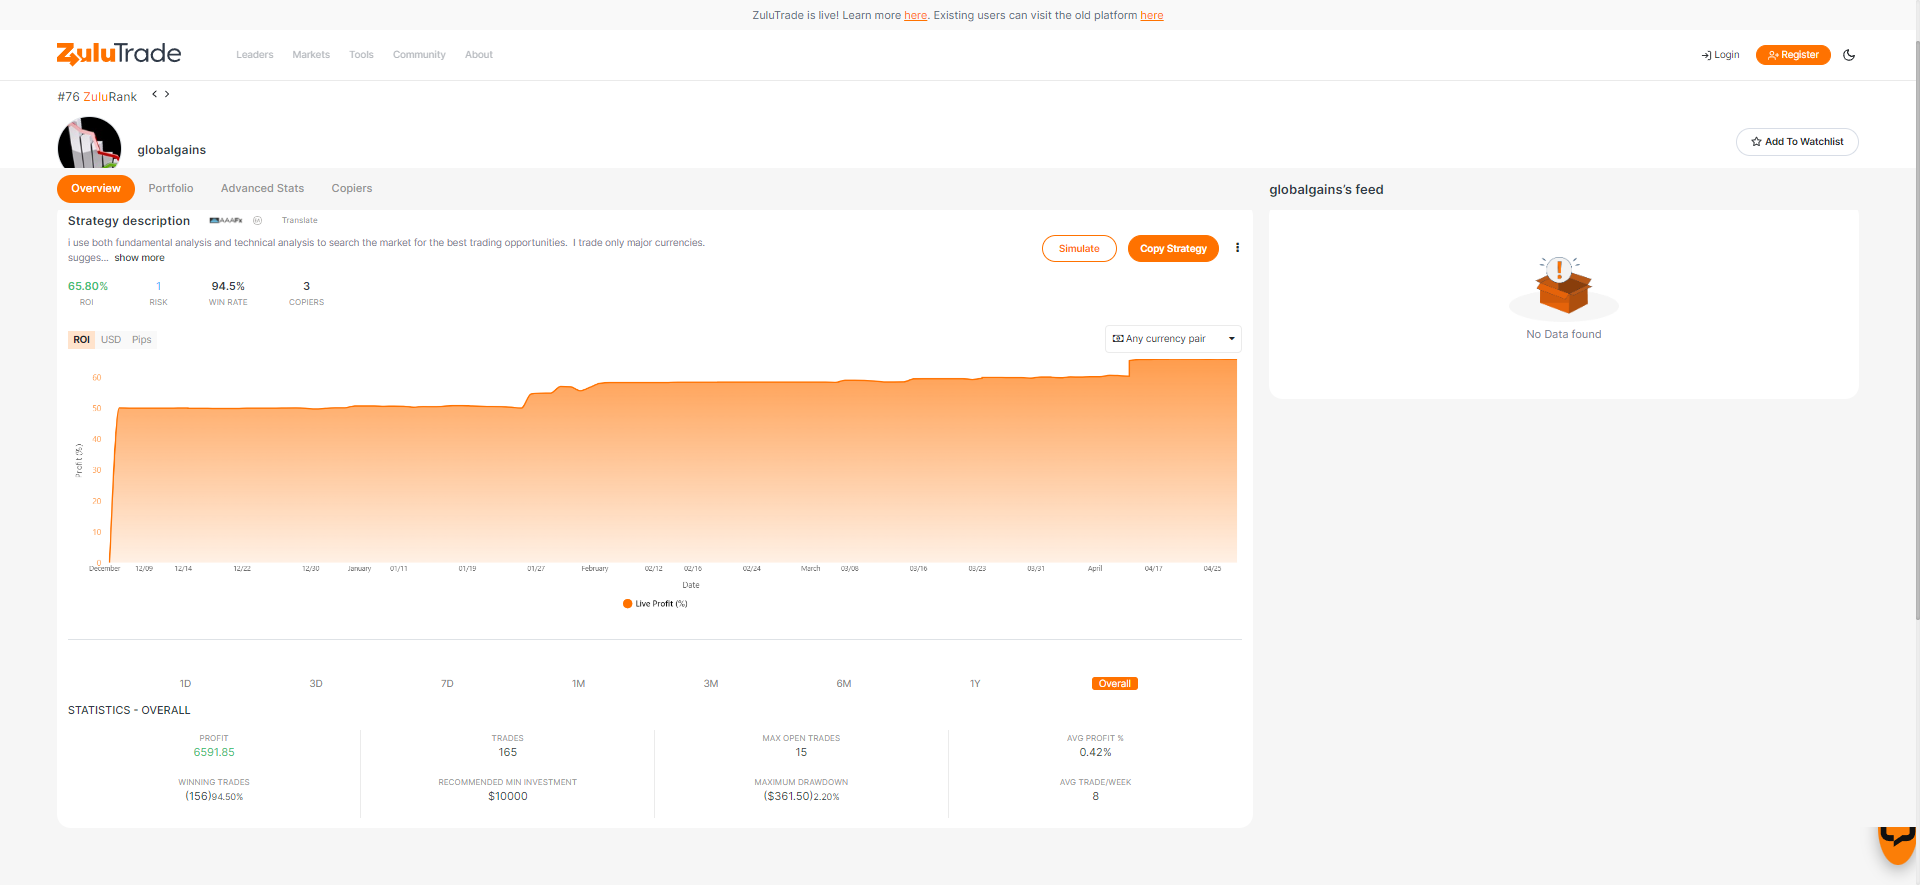 ZuluTrade is live! Learn more here. Existing users can visit the old platform here
ZuluTrade
Leaders Markets Tools Community About
Login Register
#76 ZuluRank < >
globalgains
Add To Watchlist
Overview Portfolio Advanced Stats Copiers
globalgains's feed
Strategy description AAAFx Translate
i use both fundamental analysis and technical analysis to search the market for the best trading opportunities. I trade only major currencies.
sugges... show more
Simulate Copy Strategy
65.80% 1 94.5% 3
ROI RISK WIN RATE COPIERS
No Data found
ROI USD Pips
Any currency pair
60
50
40
30
20
10
0
Profit (%)
December 12/09 12/14 12/22 12/30 January 01/11 01/19 01/27 February 02/12 02/16 02/24 March 03/08 03/16 03/23 03/31 April 04/17 04/25
Date
Live Profit (%)
1D 3D 7D 1M 3M 6M 1Y Overall
STATISTICS - OVERALL
PROFIT TRADES MAX OPEN TRADES AVG PROFIT %
6591.85 165 15 0.42%
WINNING TRADES RECOMMENDED MIN INVESTMENT MAXIMUM DRAWDOWN AVG TRADE/WEEK
(156)94.50% $10000 ($361.50)2.20% 8